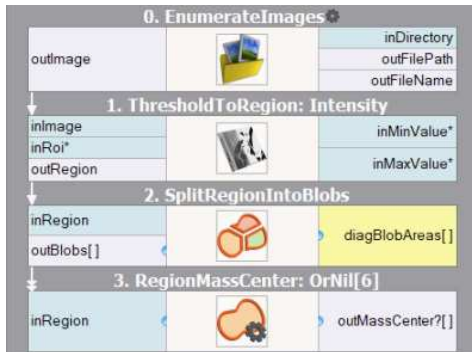 0. EnumerateImages
outImage
inDirectory
outFilePath
outFileName
1. ThresholdToRegion: Intensity
inImage
inRoi*
outRegion
inMinValue*
inMaxValue*
2. SplitRegionIntoBlobs
inRegion
outBlobs[ ]
diagBlobAreas[ ]
3. RegionMassCenter: OrNil[6]
inRegion
outMassCenter?[ ]